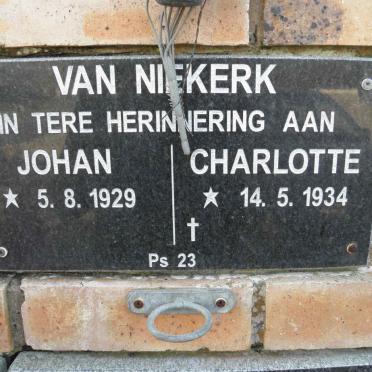 VAN NIEKERK
IN TERE HERINNERING AAN
JOHAN CHARLOTTE
★ 5. 8. 1929 ★ 14. 5. 1934
✝
Ps 23